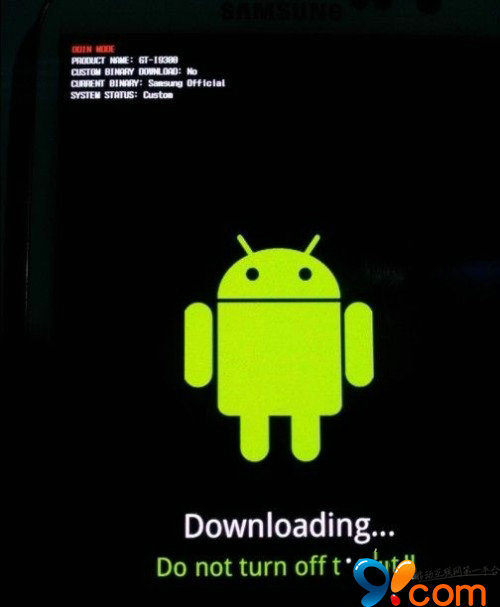 SAMSUNG
ODIN MODE
PRODUCT NAME: GT-I9300
CUSTOM BINARY DOWNLOAD: No
CURRENT BINARY: Samsung Official
SYSTEM STATUS: Custom
Downloading...
Do not turn off
9!.com